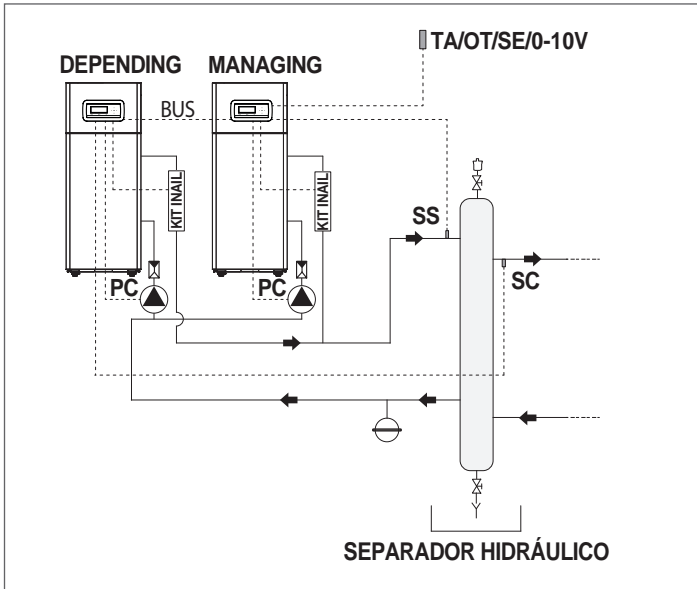 TA/OT/SE/0-10V
DEPENDING MANAGING
BUS
KIT INAIL
KIT INAIL
SS
SC
PC
PC
SEPARADOR HIDRÁULICO